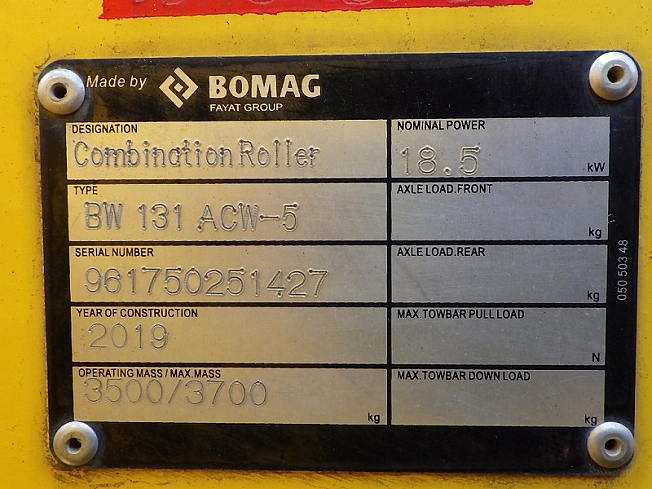 Made by BOMAG
FAYAT GROUP
DESIGNATION
Combination Roller
NOMINAL POWER
18.5 kW
TYPE
BW 131 ACW-5
AXLE LOAD.FRONT
kg
SERIAL NUMBER
961750251427
AXLE LOAD.REAR
kg
YEAR OF CONSTRUCTION
2019
MAX.TOWBAR PULL LOAD
N
OPERATING MASS / MAX.MASS
3500/3700 kg
MAX.TOWBAR DOWN LOAD
kg
050 503 48